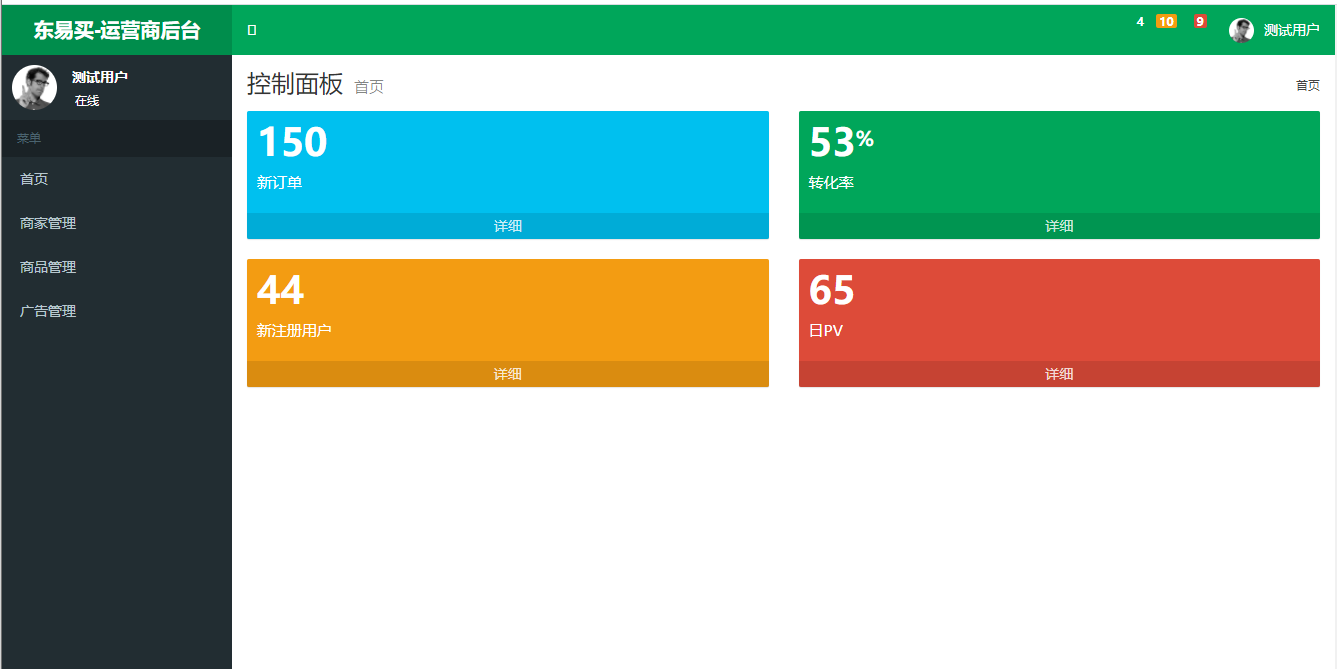 东易买-运营商后台
4 10 9 测试用户
测试用户
在线
菜单
首页
商家管理
商品管理
广告管理
控制面板 首页
首页
150
新订单
详细
53%
转化率
详细
44
新注册用户
详细
65
日PV
详细